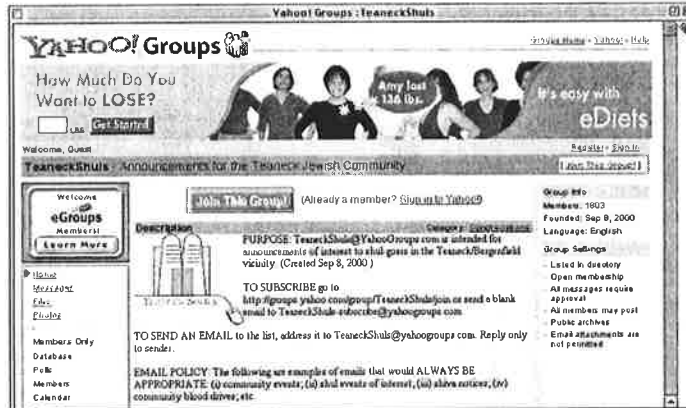 Yahoo! Groups : TeaneckShuls
YAHOO! Groups
Groups Home - Yahoo! - Help
How Much Do You
Want to LOSE?
LBS Get Started
Amy lost
136 lbs.
It's easy with
eDiets
Welcome, Guest
Register - Sign In
TeaneckShuls · Announcements for the Teaneck Jewish Community
[ Join This Group! ]
Welcome
eGroups
Members!
Learn More
Home
Messages
Files
Photos
Members Only
Database
Polls
Members
Calendar
Join This Group!
(Already a member? Sign in to Yahoo!)
Description
Category:
PURPOSE: TeaneckShuls@YahooGroups.com is intended for
announcements of interest to shul-goers in the Teaneck/Bergenfield
vicinity. (Created Sep 8, 2000 )
TO SUBSCRIBE go to
http://groups.yahoo.com/group/TeaneckShuls/join or send a blank
email to TeaneckShuls-subscribe@yahoogroups.com
TO SEND AN EMAIL to the list, address it to TeaneckShuls@yahoogroups.com. Reply only
to sender.
EMAIL POLICY: The following are examples of emails that would ALWAYS BE
APPROPRIATE: (i) community events; (ii) shul events of interest; (iii) shiva notices; (iv)
community blood drives; etc.
Group Info
Members: 1803
Founded: Sep 8, 2000
Language: English
Group Settings
Listed in directory
Open membership
All messages require
approval
All members may post
Public archives
Email attachments are
not permitted